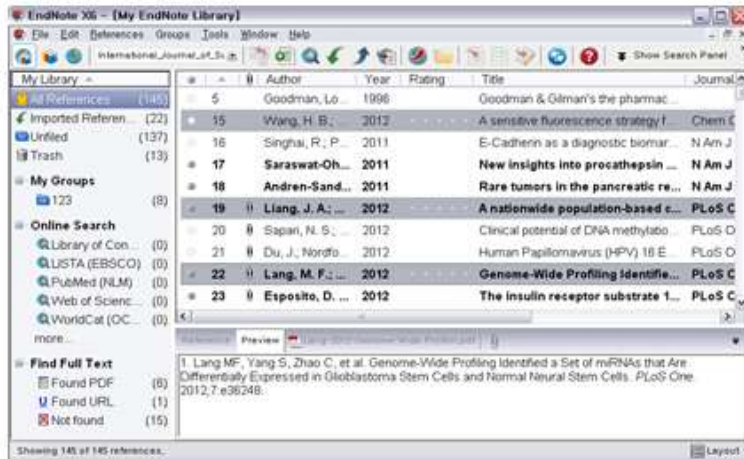 EndNote X6 - [My EndNote Library]
File Edit References Groups Tools Window Help
Show Search Panel
My Library
Author Year Rating Title Journal
All References (145)
Imported Referen... (22)
Unfiled (137)
Trash (13)
My Groups
123 (8)
Online Search
Library of Con... (0)
LISTA (EBSCO) (0)
PubMed (NLM) (0)
Web of Scienc... (0)
WorldCat (OC... (0)
more...
Find Full Text
Found PDF (6)
Found URL (1)
Not found (15)
5 Goodman, Lo... 1996 Goodman & Gilman's the pharmac...
15 Wang, H. B.; ... 2012 A sensitive fluorescence strategy f... Chem C
16 Singhai, R.; P... 2011 E-Cadherin as a diagnostic biomar... N Am J
17 Saraswat-Oh... 2011 New insights into procathepsin ... N Am J
18 Andren-Sand... 2011 Rare tumors in the pancreatic re... N Am J
19 Liang, J. A.; ... 2012 A nationwide population-based c... PLoS C
20 Sapari, N. S.; ... 2012 Clinical potential of DNA methylatio... PLoS O
21 Du, J.; Nordfo... 2012 Human Papillomavirus (HPV) 16 E... PLoS O
22 Lang, M. F.; ... 2012 Genome-Wide Profiling Identifie... PLoS C
23 Esposito, D. ... 2012 The insulin receptor substrate 1... PLoS C
Reference Preview
1. Lang MF, Yang S, Zhao C, et al. Genome-Wide Profiling Identified a Set of miRNAs that Are
Differentially Expressed in Glioblastoma Stem Cells and Normal Neural Stem Cells. PLoS One.
2012;7:e36248.
Showing 145 of 145 references.
Layout